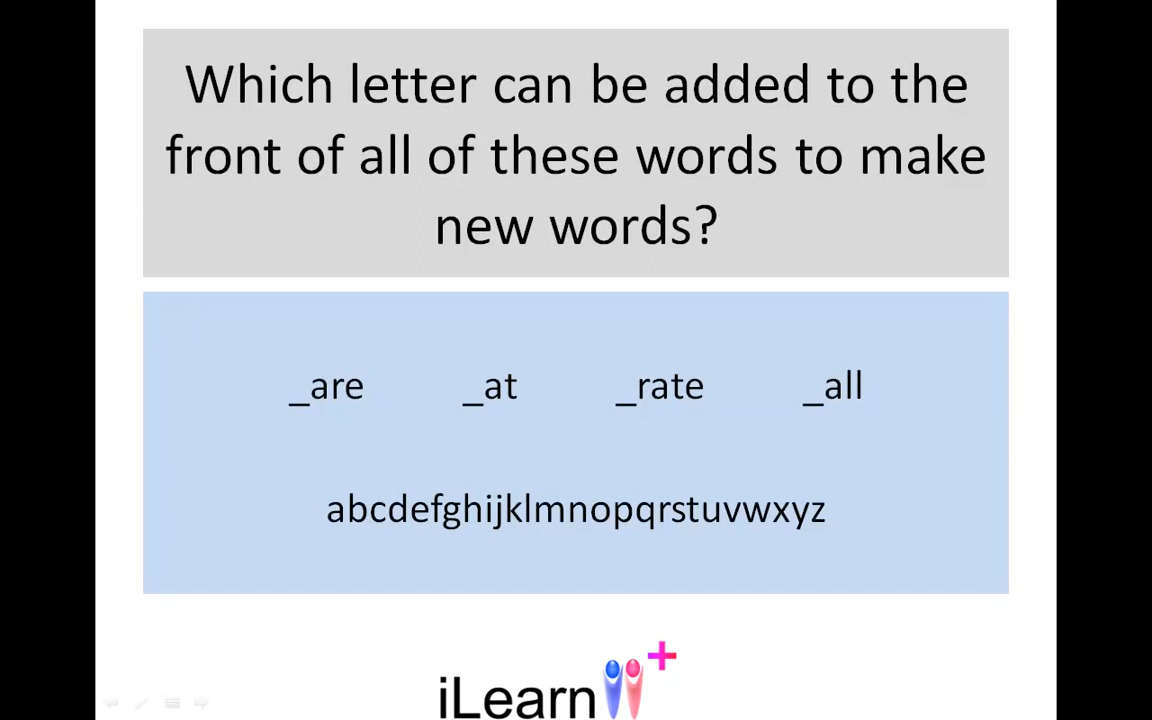 Which letter can be added to the
front of all of these words to make
new words?
_are _at _rate _all
abcdefghijklmnopqrstuvwxyz
iLearn